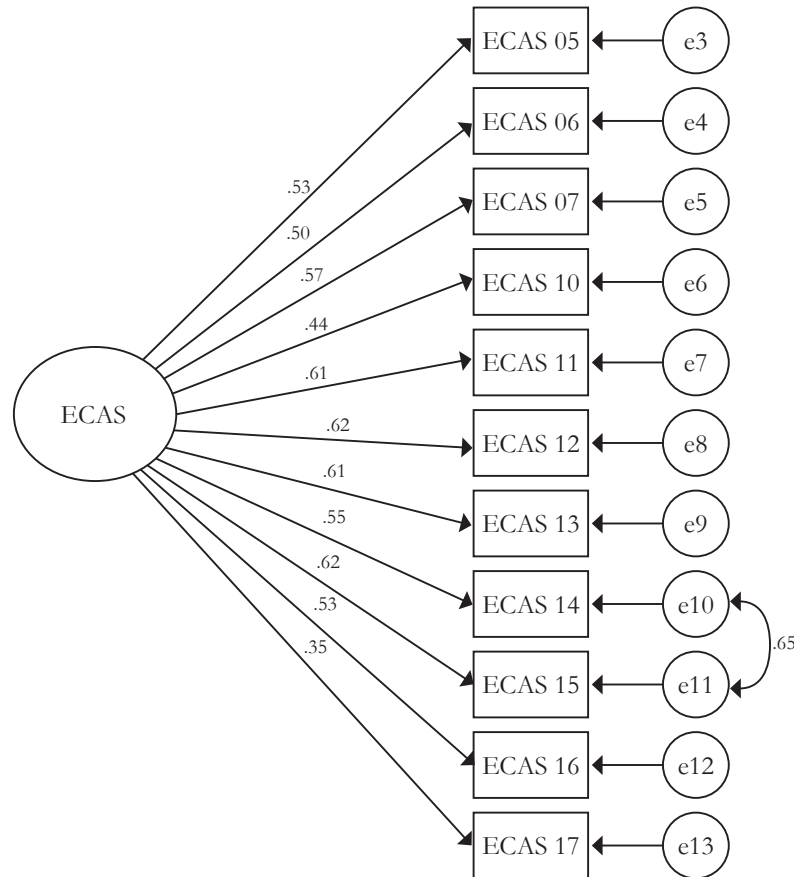 ECAS 05
e3
ECAS 06
e4
.53
.50
ECAS 07
e5
.57
ECAS 10
e6
.44
ECAS 11
e7
.61
ECAS
.62
ECAS 12
e8
.61
ECAS 13
e9
.55
.62
ECAS 14
e10
.53
.35
.65
ECAS 15
e11
ECAS 16
e12
ECAS 17
e13